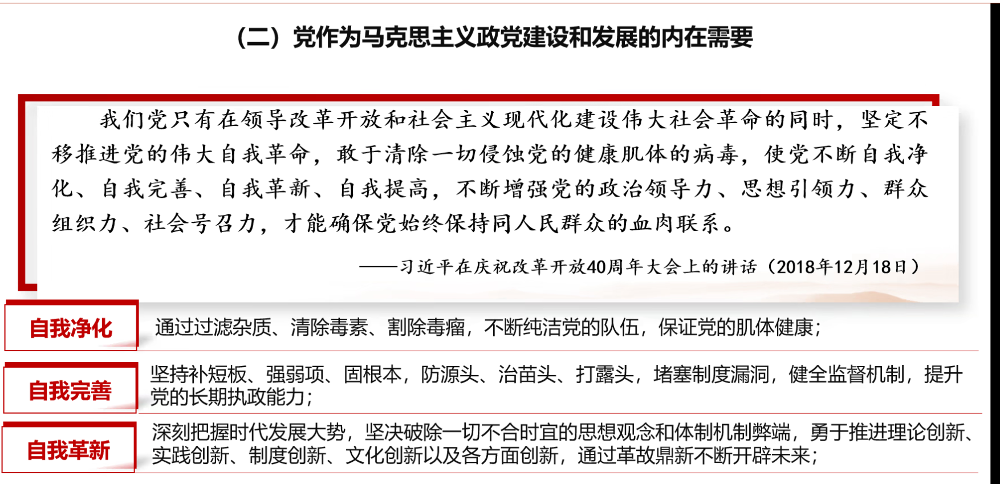 （二）党作为马克思主义政党建设和发展的内在需要
我们党只有在领导改革开放和社会主义现代化建设伟大社会革命的同时，坚定不
移推进党的伟大自我革命，敢于清除一切侵蚀党的健康肌体的病毒，使党不断自我净
化、自我完善、自我革新、自我提高，不断增强党的政治领导力、思想引领力、群众
组织力、社会号召力，才能确保党始终保持同人民群众的血肉联系。
——习近平在庆祝改革开放40周年大会上的讲话（2018年12月18日）
自我净化
通过过滤杂质、清除毒素、割除毒瘤，不断纯洁党的队伍，保证党的肌体健康；
自我完善
坚持补短板、强弱项、固根本，防源头、治苗头、打露头，堵塞制度漏洞，健全监督机制，提升
党的长期执政能力；
自我革新
深刻把握时代发展大势，坚决破除一切不合时宜的思想观念和体制机制弊端，勇于推进理论创新、
实践创新、制度创新、文化创新以及各方面创新，通过革故鼎新不断开辟未来；